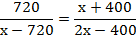 720/(x − 720) = (x + 400)/(2x − 400)